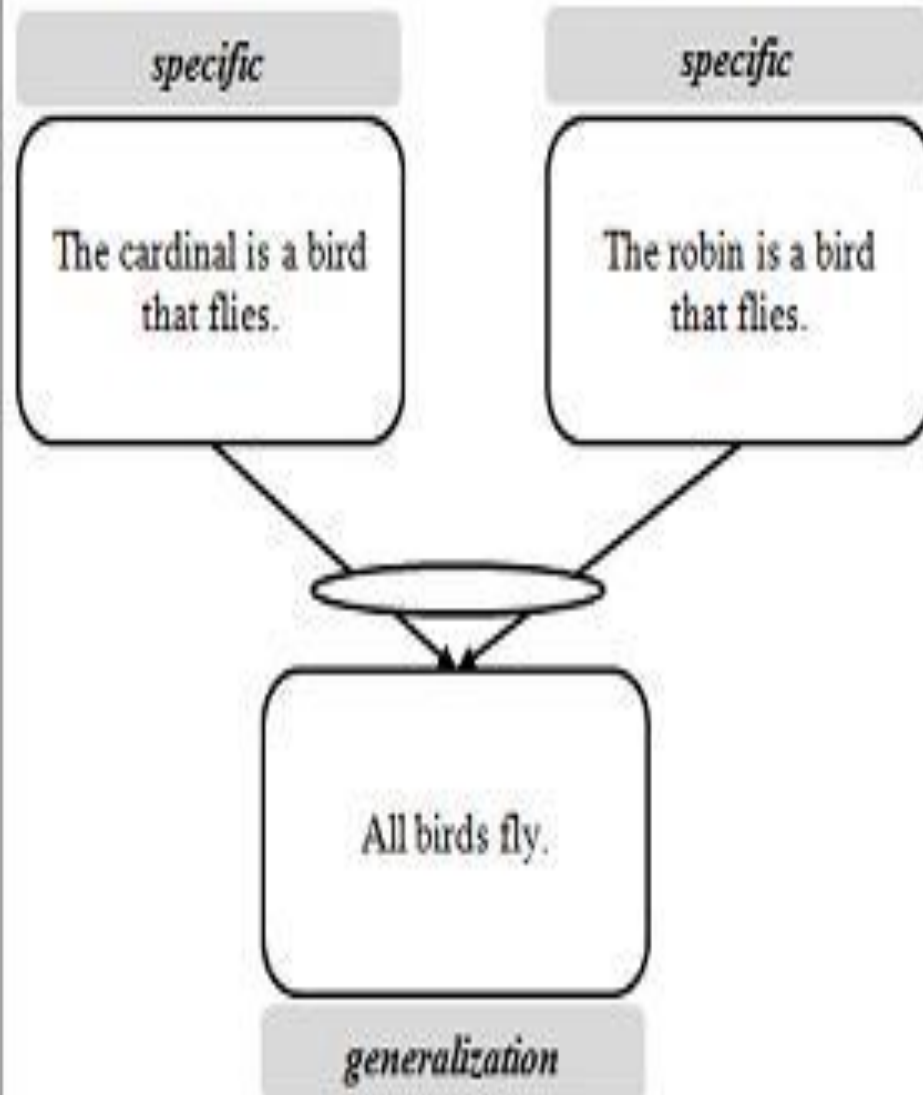 specific
specific
The cardinal is a bird
that flies.
The robin is a bird
that flies.
All birds fly.
generalization